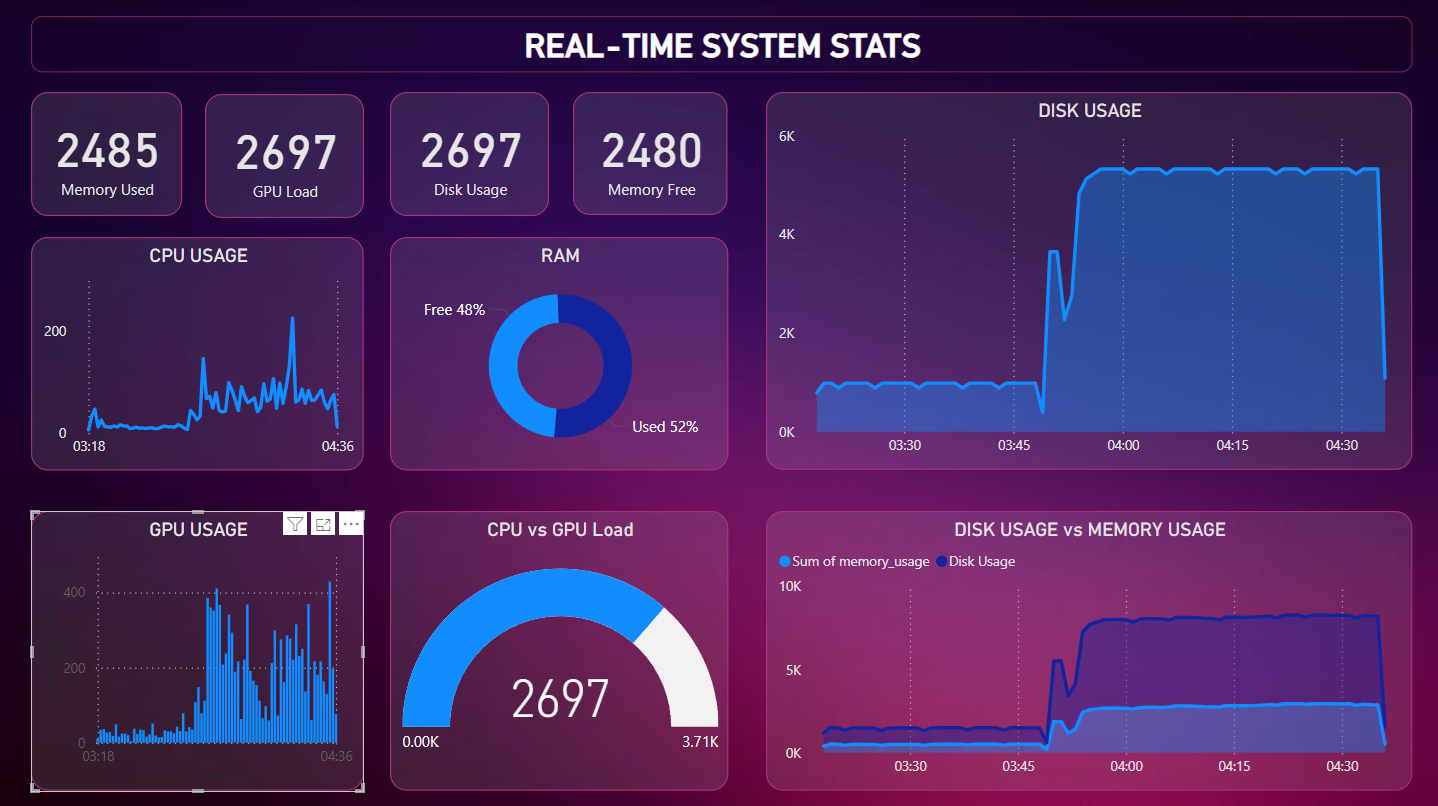 REAL-TIME SYSTEM STATS
2485
Memory Used
2697
GPU Load
2697
Disk Usage
2480
Memory Free
DISK USAGE
6K
4K
2K
0K
03:30
03:45
04:00
04:15
04:30
CPU USAGE
200
0
03:18
04:36
RAM
Free 48%
Used 52%
GPU USAGE
400
200
0
03:18
04:36
CPU vs GPU Load
2697
0.00K
3.71K
DISK USAGE vs MEMORY USAGE
Sum of memory_usage
Disk Usage
10K
5K
0K
03:30
03:45
04:00
04:15
04:30